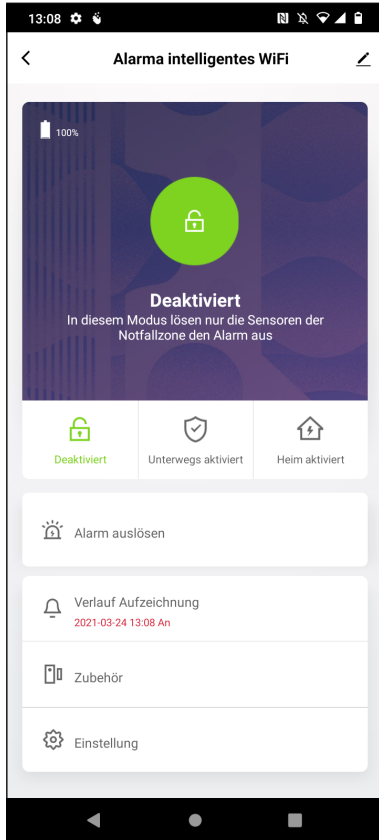 13:08
Alarma intelligentes WiFi
100%
Deaktiviert
In diesem Modus lösen nur die Sensoren der
Notfallzone den Alarm aus
Deaktiviert
Unterwegs aktiviert
Heim aktiviert
Alarm auslösen
Verlauf Aufzeichnung
2021-03-24 13:08 An
Zubehör
Einstellung